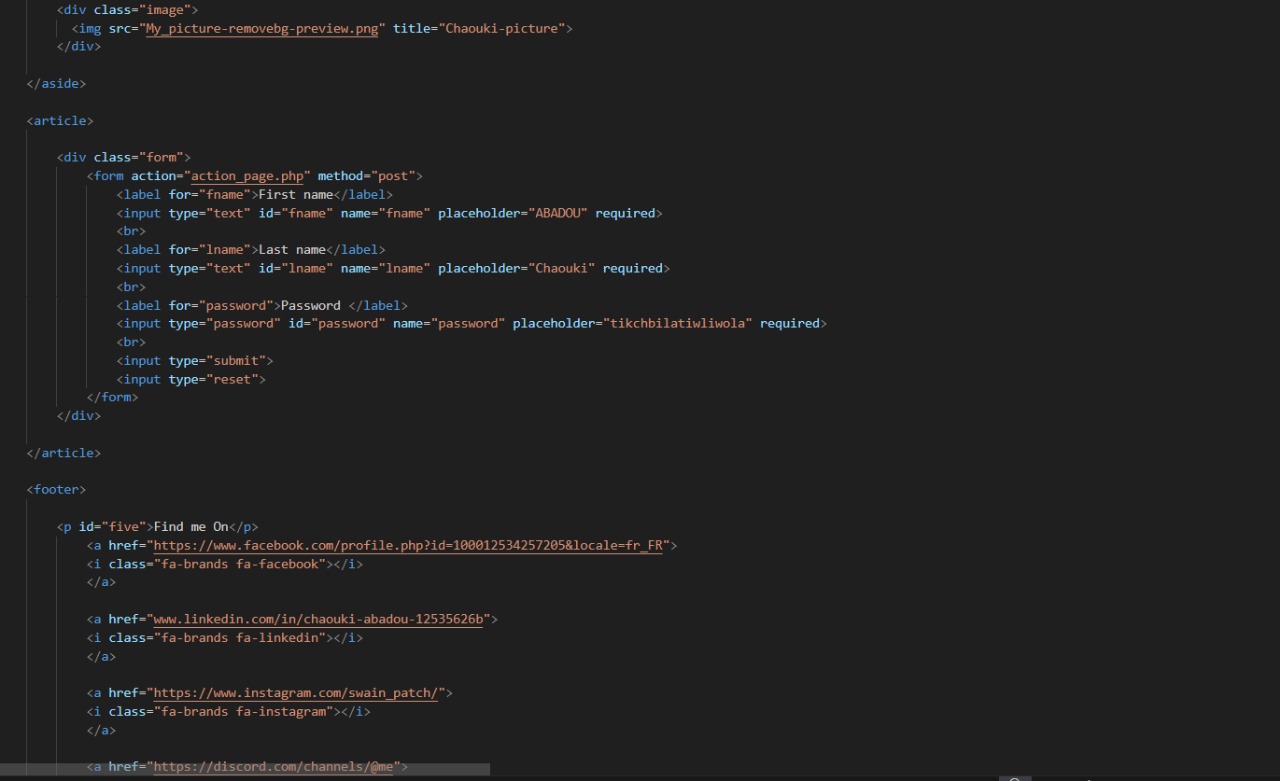 <div class="image">
<img src="My_picture-removebg-preview.png" title="Chaouki-picture">
</div>
</aside>
<article>
<div class="form">
<form action="action_page.php" method="post">
<label for="fname">First name</label>
<input type="text" id="fname" name="fname" placeholder="ABADOU" required>
<br>
<label for="lname">Last name</label>
<input type="text" id="lname" name="lname" placeholder="Chaouki" required>
<br>
<label for="password">Password </label>
<input type="password" id="password" name="password" placeholder="tikchbilatiwliwola" required>
<br>
<input type="submit">
<input type="reset">
</form>
</div>
</article>
<footer>
<p id="five">Find me On</p>
<a href="https://www.facebook.com/profile.php?id=100012534257205&locale=fr_FR">
<i class="fa-brands fa-facebook"></i>
</a>
<a href="www.linkedin.com/in/chaouki-abadou-12535626b">
<i class="fa-brands fa-linkedin"></i>
</a>
<a href="https://www.instagram.com/swain_patch/">
<i class="fa-brands fa-instagram"></i>
</a>
<a href="https://discord.com/channels/@me">